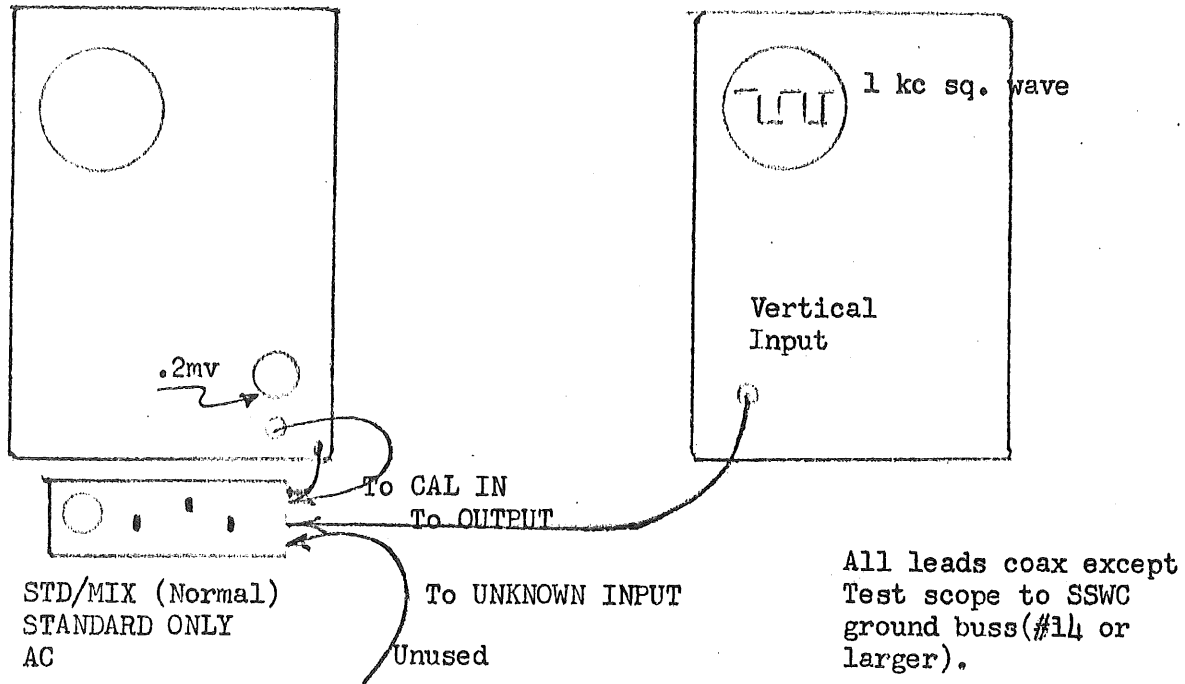 1 kc sq. wave
Vertical
Input
.2mv
To CAL IN
To OUTPUT
STD/MIX (Normal)
STANDARD ONLY
AC
To UNKNOWN INPUT
Unused
All leads coax except
Test scope to SSWC
ground buss(#14 or
larger).